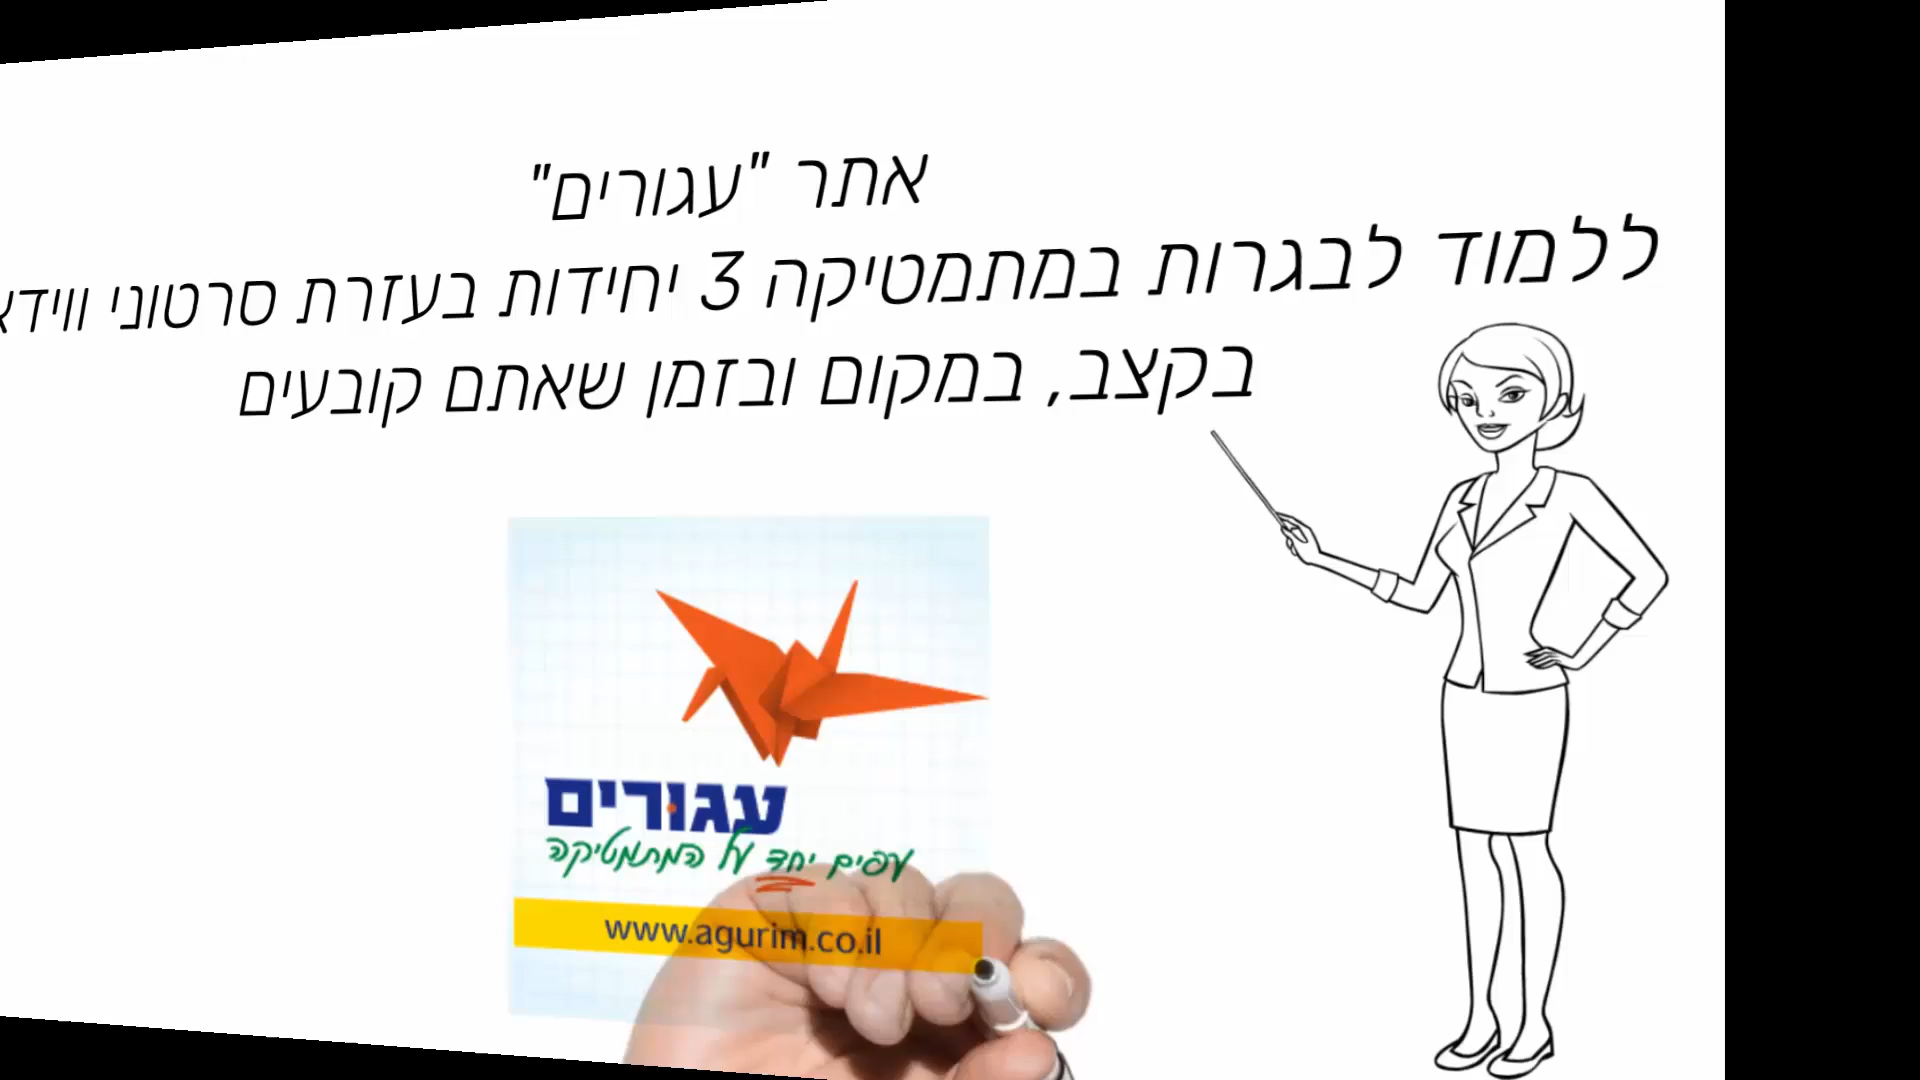 אתר "עגורים"
ללמוד לבגרות במתמטיקה 3 יחידות בעזרת סרטוני ווידא
בקצב, במקום ובזמן שאתם קובעים
עגורים
עפים יחד על המתמטיקה
www.agurim.co.il